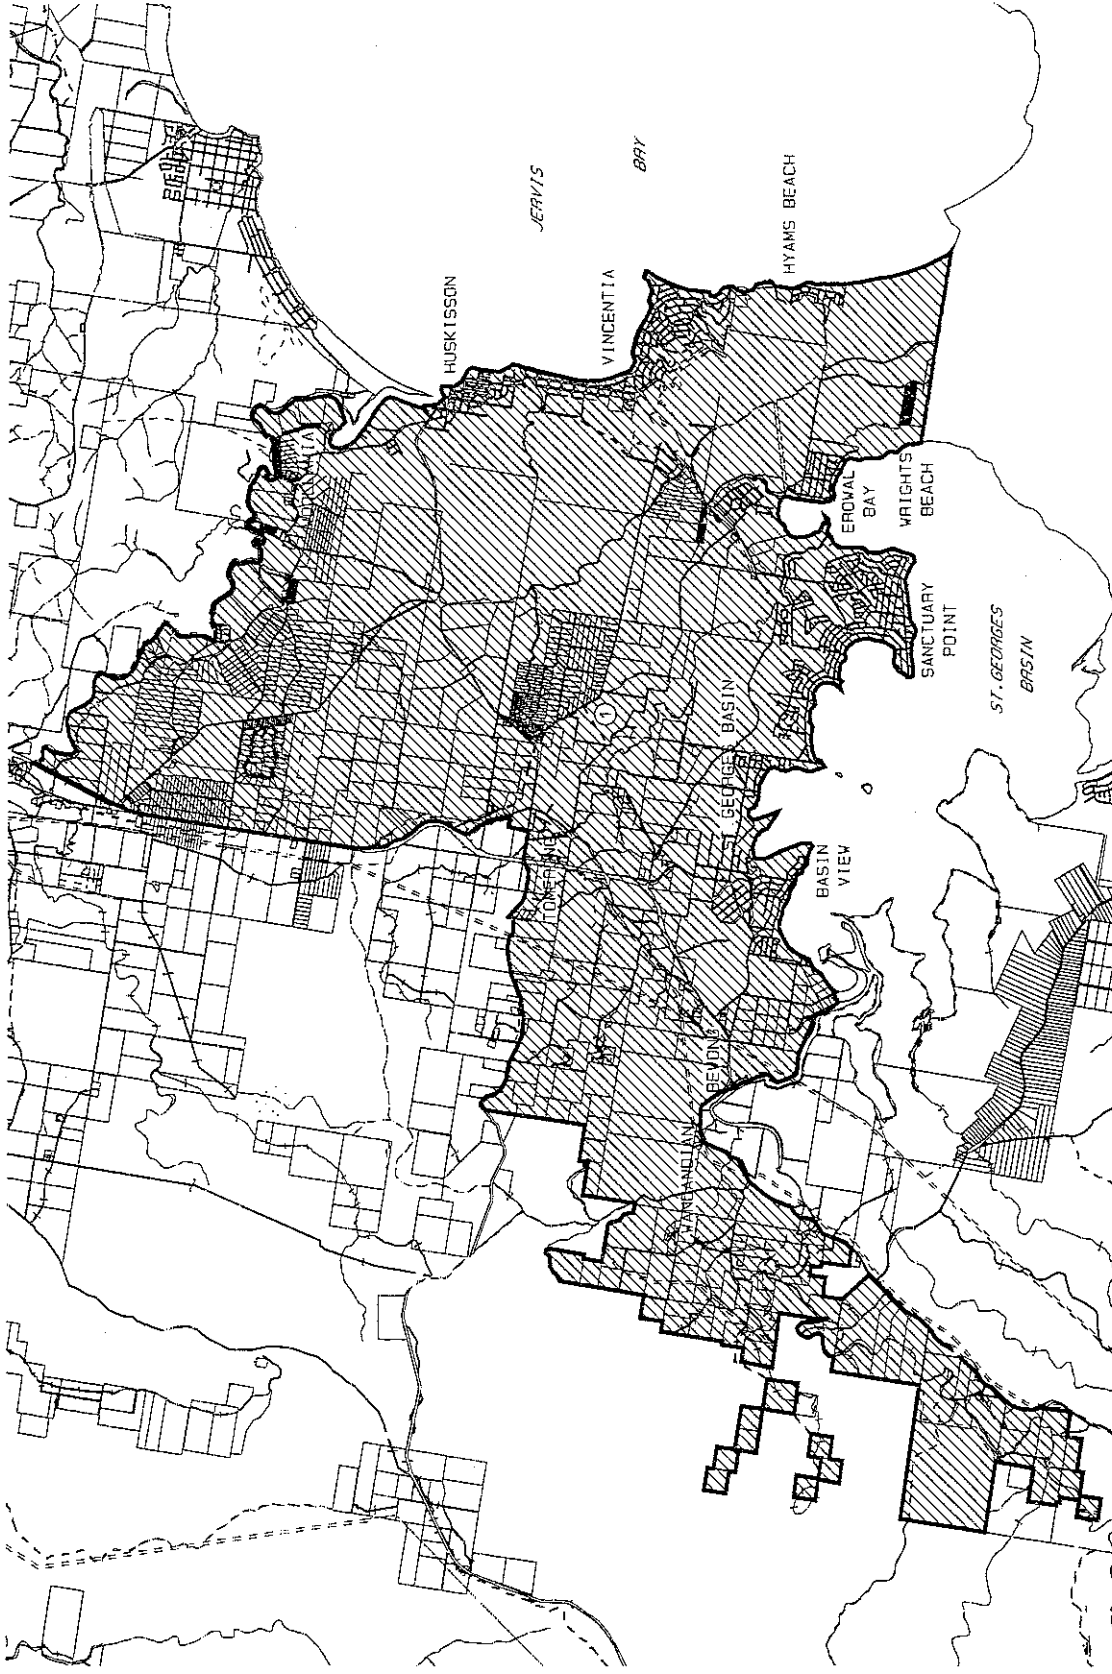 JERVIS
BAY
HUSKISSON
VINCENTIA
HYAMS BEACH
EROWAL
BAY
WRIGHTS
BEACH
SANCTUARY
POINT
ST.GEORGES
BASIN
1
ST GEORGES BASIN
TOMERONG
BASIN
VIEW
BEWONG
WANDANDIAN